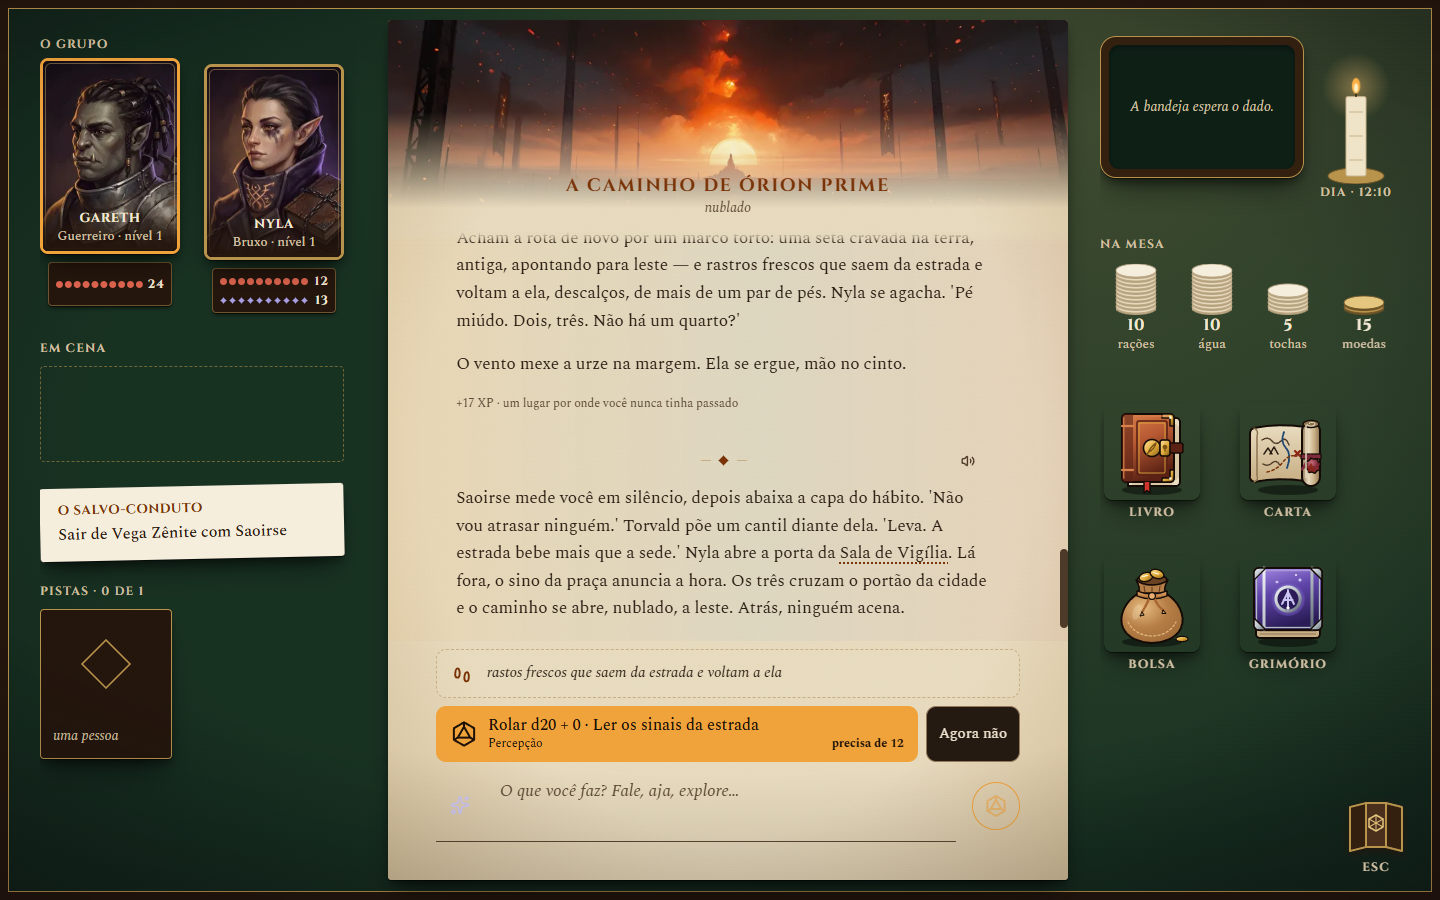 O GRUPO
GARETH
Guerreiro · nível 1
24
NYLA
Bruxo · nível 1
12
13
EM CENA
O SALVO-CONDUTO
Sair de Vega Zênite com Saoirse
PISTAS · 0 DE 1
uma pessoa
A CAMINHO DE ÓRION PRIME
nublado
Acham a rota de novo por um marco torto: uma seta cravada na terra,
antiga, apontando para leste — e rastros frescos que saem da estrada e
voltam a ela, descalços, de mais de um par de pés. Nyla se agacha. 'Pé
miúdo. Dois, três. Não há um quarto?'
O vento mexe a urze na margem. Ela se ergue, mão no cinto.
+17 XP · um lugar por onde você nunca tinha passado
Saoirse mede você em silêncio, depois abaixa a capa do hábito. 'Não
vou atrasar ninguém.' Torvald põe um cantil diante dela. 'Leva. A
estrada bebe mais que a sede.' Nyla abre a porta da Sala de Vigília. Lá
fora, o sino da praça anuncia a hora. Os três cruzam o portão da cidade
e o caminho se abre, nublado, a leste. Atrás, ninguém acena.
rastos frescos que saem da estrada e voltam a ela
Rolar d20 + 0 · Ler os sinais da estrada
Percepção
precisa de 12
Agora não
O que você faz? Fale, aja, explore...
A bandeja espera o dado.
DIA · 12:10
NA MESA
10
rações
10
água
5
tochas
15
moedas
LIVRO
CARTA
BOLSA
GRIMÓRIO
ESC